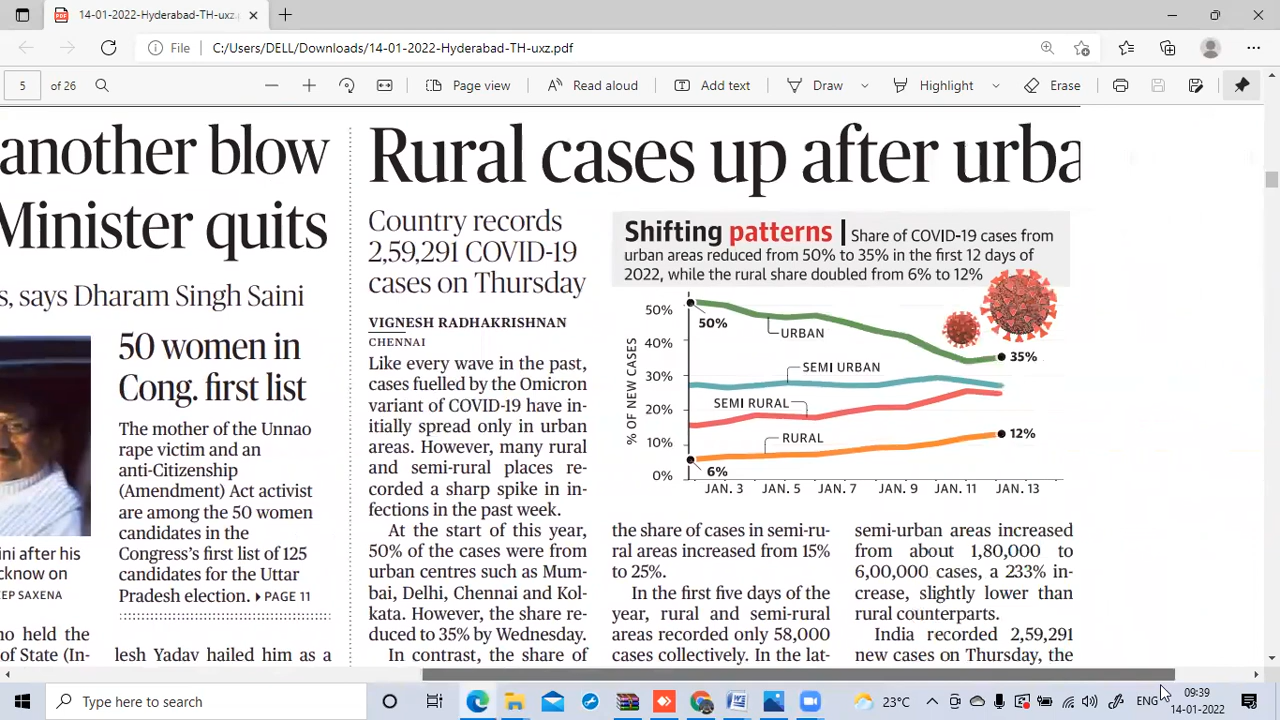 14-01-2022-Hyderabad-TH-uxz.pdf
File
C:/Users/DELL/Downloads/14-01-2022-Hyderabad-TH-uxz.pdf
5 of 26
Page view
Read aloud
Add text
Draw
Highlight
Erase
another blow
Minister quits
s, says Dharam Singh Saini
50 women in
Cong. first list
The mother of the Unnao
rape victim and an
anti-Citizenship
(Amendment) Act activist
are among the 50 women
candidates in the
Congress's first list of 125
candidates for the Uttar
Pradesh election. ▸ PAGE 11
ini after his
cknow on
EP SAXENA
ho held the
of State (In-
lesh Yadav hailed him as a
Rural cases up after urba
Country records
2,59,291 COVID-19
cases on Thursday
VIGNESH RADHAKRISHNAN
CHENNAI
Like every wave in the past,
cases fuelled by the Omicron
variant of COVID-19 have in-
itially spread only in urban
areas. However, many rural
and semi-rural places re-
corded a sharp spike in in-
fections in the past week.
At the start of this year,
50% of the cases were from
urban centres such as Mum-
bai, Delhi, Chennai and Kol-
kata. However, the share re-
duced to 35% by Wednesday.
In contrast, the share of
Shifting patterns | Share of COVID-19 cases from
urban areas reduced from 50% to 35% in the first 12 days of
2022, while the rural share doubled from 6% to 12%
% OF NEW CASES
50%
40%
30%
20%
10%
0%
50%
URBAN
35%
SEMI URBAN
SEMI RURAL
RURAL
12%
6%
JAN. 3 JAN. 5 JAN. 7 JAN. 9 JAN. 11 JAN. 13
the share of cases in semi-ru-
ral areas increased from 15%
to 25%.
In the first five days of the
year, rural and semi-rural
areas recorded only 58,000
cases collectively. In the lat-
semi-urban areas increased
from about 1,80,000 to
6,00,000 cases, a 233% in-
crease, slightly lower than
rural counterparts.
India recorded 2,59,291
new cases on Thursday, the
Type here to search
23°C
ENG
09:39
14-01-2022